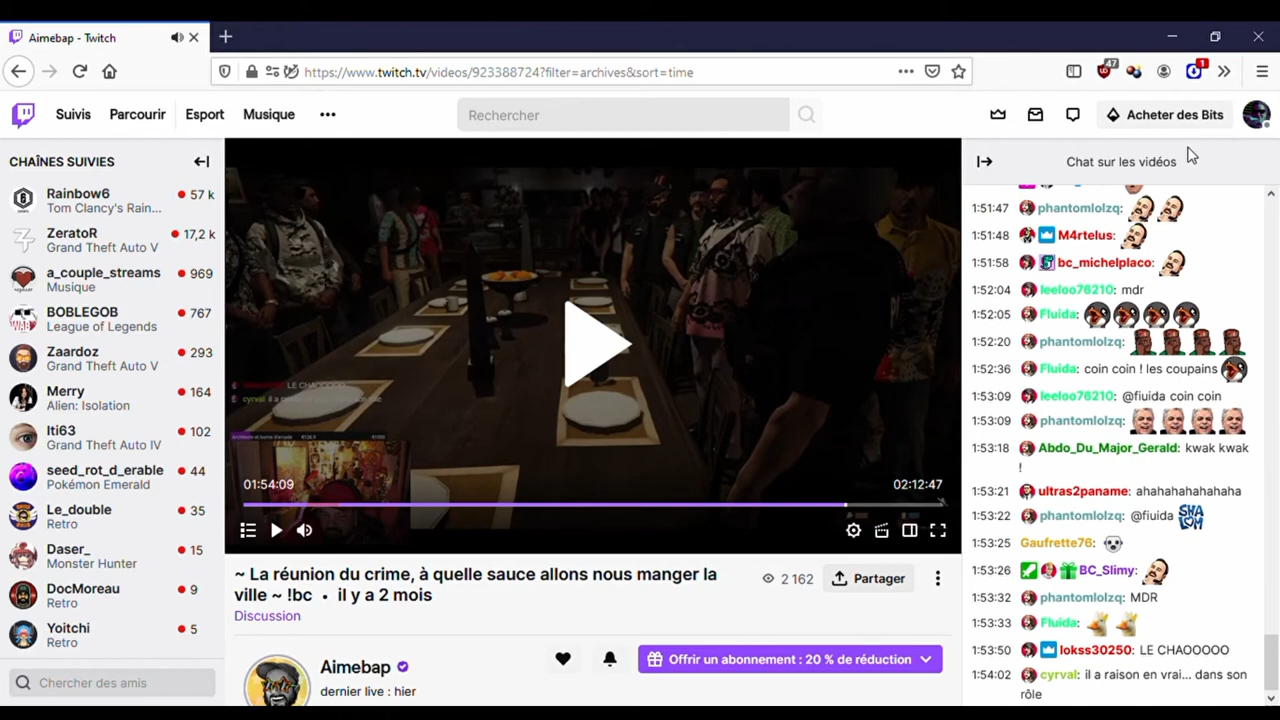 Aimebap - Twitch
https://www.twitch.tv/videos/923388724?filter=archives&sort=time
47
1
Suivis
Parcourir
Esport
Musique
Rechercher
Acheter des Bits
CHAÎNES SUIVIES
Rainbow6
57 k
Tom Clancy's Rain...
ZeratoR
17,2 k
Grand Theft Auto V
a_couple_streams
969
Musique
BOBLEGOB
767
League of Legends
Zaardoz
293
Grand Theft Auto V
Merry
164
Alien: Isolation
Iti63
102
Grand Theft Auto IV
seed_rot_d_erable
44
Pokémon Emerald
Le_double
35
Retro
Daser_
15
Monster Hunter
DocMoreau
9
Retro
Yoitchi
5
Retro
Chercher des amis
LE CHAOOOOO
cyrval:
01:54:09
02:12:47
~ La réunion du crime, à quelle sauce allons nous manger la
ville ~ !bc • il y a 2 mois
2 162
Partager
Discussion
Aimebap
dernier live : hier
Offrir un abonnement : 20 % de réduction
Chat sur les vidéos
1:51:47 phantomlolzq:
1:51:48 M4rtelus:
1:51:58 bc_michelplaco:
1:52:04 leeloo76210: mdr
1:52:05 Fluida:
1:52:20 phantomlolzq:
1:52:36 Fluida: coin coin ! les coupains
1:53:09 leeloo76210: @fiuida coin coin
1:53:09 phantomlolzq:
1:53:18 Abdo_Du_Major_Gerald: kwak kwak
!
1:53:21 ultras2paname: ahahahahahahaha
1:53:22 phantomlolzq: @fiuida SHALOM
1:53:25 Gaufrette76:
1:53:26 BC_Slimy:
1:53:32 phantomlolzq: MDR
1:53:33 Fluida:
1:53:50 lokss30250: LE CHAOOOOO
1:54:02 cyrval: il a raison en vrai... dans son
rôle